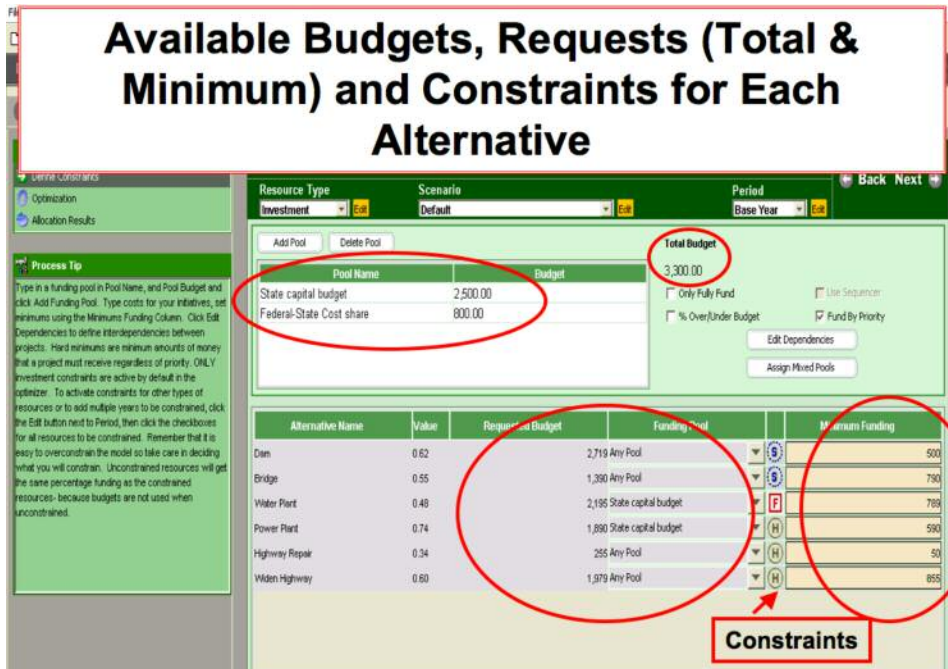 File
Available Budgets, Requests (Total &
Minimum) and Constraints for Each
Alternative
Define Constraints
Optimization
Allocation Results
Process Tip
Type in a funding pool in Pool Name, and Pool Budget and
click Add Funding Pool. Type costs for your initiatives, set
minimums using the Minimums Funding Column. Click Edit
Dependencies to define interdependencies between
projects. Hard minimums are minimum amounts of money
that a project must receive regardless of priority. ONLY
investment constraints are active by default in the
optimizer. To activate constraints for other types of
resources or to add multiple years to be constrained, click
the Edit button next to Period, then click the checkboxes
for all resources to be constrained. Remember that it is
easy to overconstrain the model so take care in deciding
what you will constrain. Unconstrained resources will get
the same percentage funding as the constrained
resources- because budgets are not used when
unconstrained.
Back Next
Resource Type Scenario Period
Investment Edit Default Edit Base Year Edit
Add Pool Delete Pool Total Budget
Pool Name Budget 3,300.00
State capital budget 2,500.00 Only Fully Fund Use Sequencer
Federal-State Cost share 800.00 % Over/Under Budget Fund By Priority
Edit Dependencies
Assign Mixed Pools
Alternative Name Value Requested Budget Funding Pool Minimum Funding
Dam 0.62 2,719 Any Pool S 500
Bridge 0.55 1,390 Any Pool S 790
Water Plant 0.48 2,195 State capital budget F 789
Power Plant 0.74 1,890 State capital budget H 590
Highway Repair 0.34 255 Any Pool H 50
Widen Highway 0.60 1,979 Any Pool H 855
Constraints